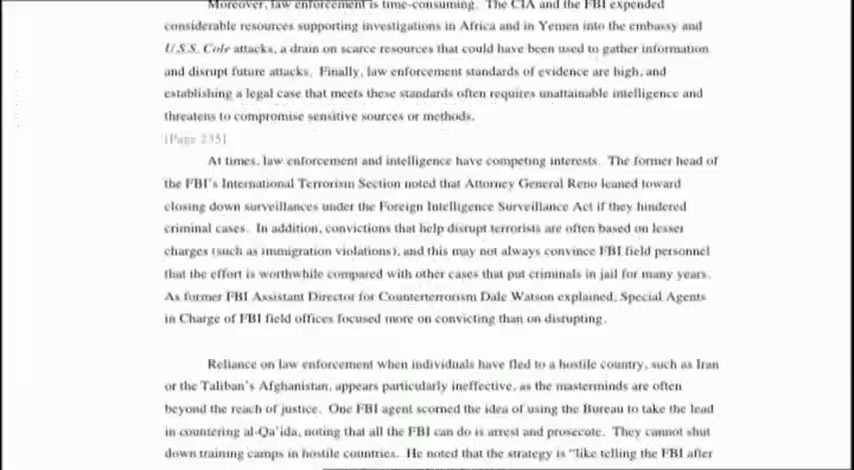 Moreover, law enforcement is time-consuming. The CIA and the FBI expended
considerable resources supporting investigations in Africa and in Yemen into the embassy and
U.S.S. Cole attacks, a drain on scarce resources that could have been used to gather information
and disrupt future attacks. Finally, law enforcement standards of evidence are high, and
establishing a legal case that meets these standards often requires unattainable intelligence and
threatens to compromise sensitive sources or methods.
[Page 235]
At times, law enforcement and intelligence have competing interests. The former head of
the FBI's International Terrorism Section noted that Attorney General Reno leaned toward
closing down surveillances under the Foreign Intelligence Surveillance Act if they hindered
criminal cases. In addition, convictions that help disrupt terrorists are often based on lesser
charges (such as immigration violations), and this may not always convince FBI field personnel
that the effort is worthwhile compared with other cases that put criminals in jail for many years.
As former FBI Assistant Director for Counterterrorism Dale Watson explained, Special Agents
in Charge of FBI field offices focused more on convicting than on disrupting.
Reliance on law enforcement when individuals have fled to a hostile country, such as Iran
or the Taliban's Afghanistan, appears particularly ineffective, as the masterminds are often
beyond the reach of justice. One FBI agent scorned the idea of using the Bureau to take the lead
in countering al-Qa'ida, noting that all the FBI can do is arrest and prosecute. They cannot shut
down training camps in hostile countries. He noted that the strategy is "like telling the FBI after